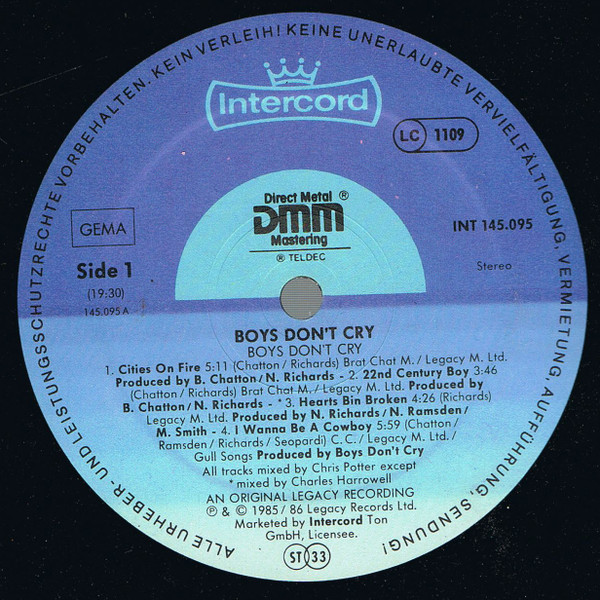 ALLE URHEBER- UND LEISTUNGSSCHUTZRECHTE VORBEHALTEN. KEIN VERLEIH! KEINE UNERLAUBTE VERVIELFÄLTIGUNG, VERMIETUNG, AUFFÜHRUNG, SENDUNG!
Intercord
LC 1109
Direct Metal ®
DMM
Mastering
® TELDEC
GEMA
INT 145.095
Side 1
Stereo
(19:30)
145.095 A
BOYS DON'T CRY
BOYS DON'T CRY
1. Cities On Fire 5:11 (Chatton / Richards) Brat Chat M. / Legacy M. Ltd.
Produced by B. Chatton / N. Richards - 2. 22nd Century Boy 3:46
(Chatton / Richards) Brat Chat M. / Legacy M. Ltd. Produced by
B. Chatton / N. Richards - * 3. Hearts Bin Broken 4:26 (Richards)
Legacy M. Ltd. Produced by N. Richards / N. Ramsden /
M. Smith - 4. I Wanna Be A Cowboy 5:59 (Chatton /
Ramsden / Richards / Seopardi) C. C. / Legacy M. Ltd. /
Gull Songs Produced by Boys Don't Cry
All tracks mixed by Chris Potter except
* mixed by Charles Harrowell
AN ORIGINAL LEGACY RECORDING
℗ & © 1985 / 86 Legacy Records Ltd.
Marketed by Intercord Ton
GmbH, Licensee.
ST 33